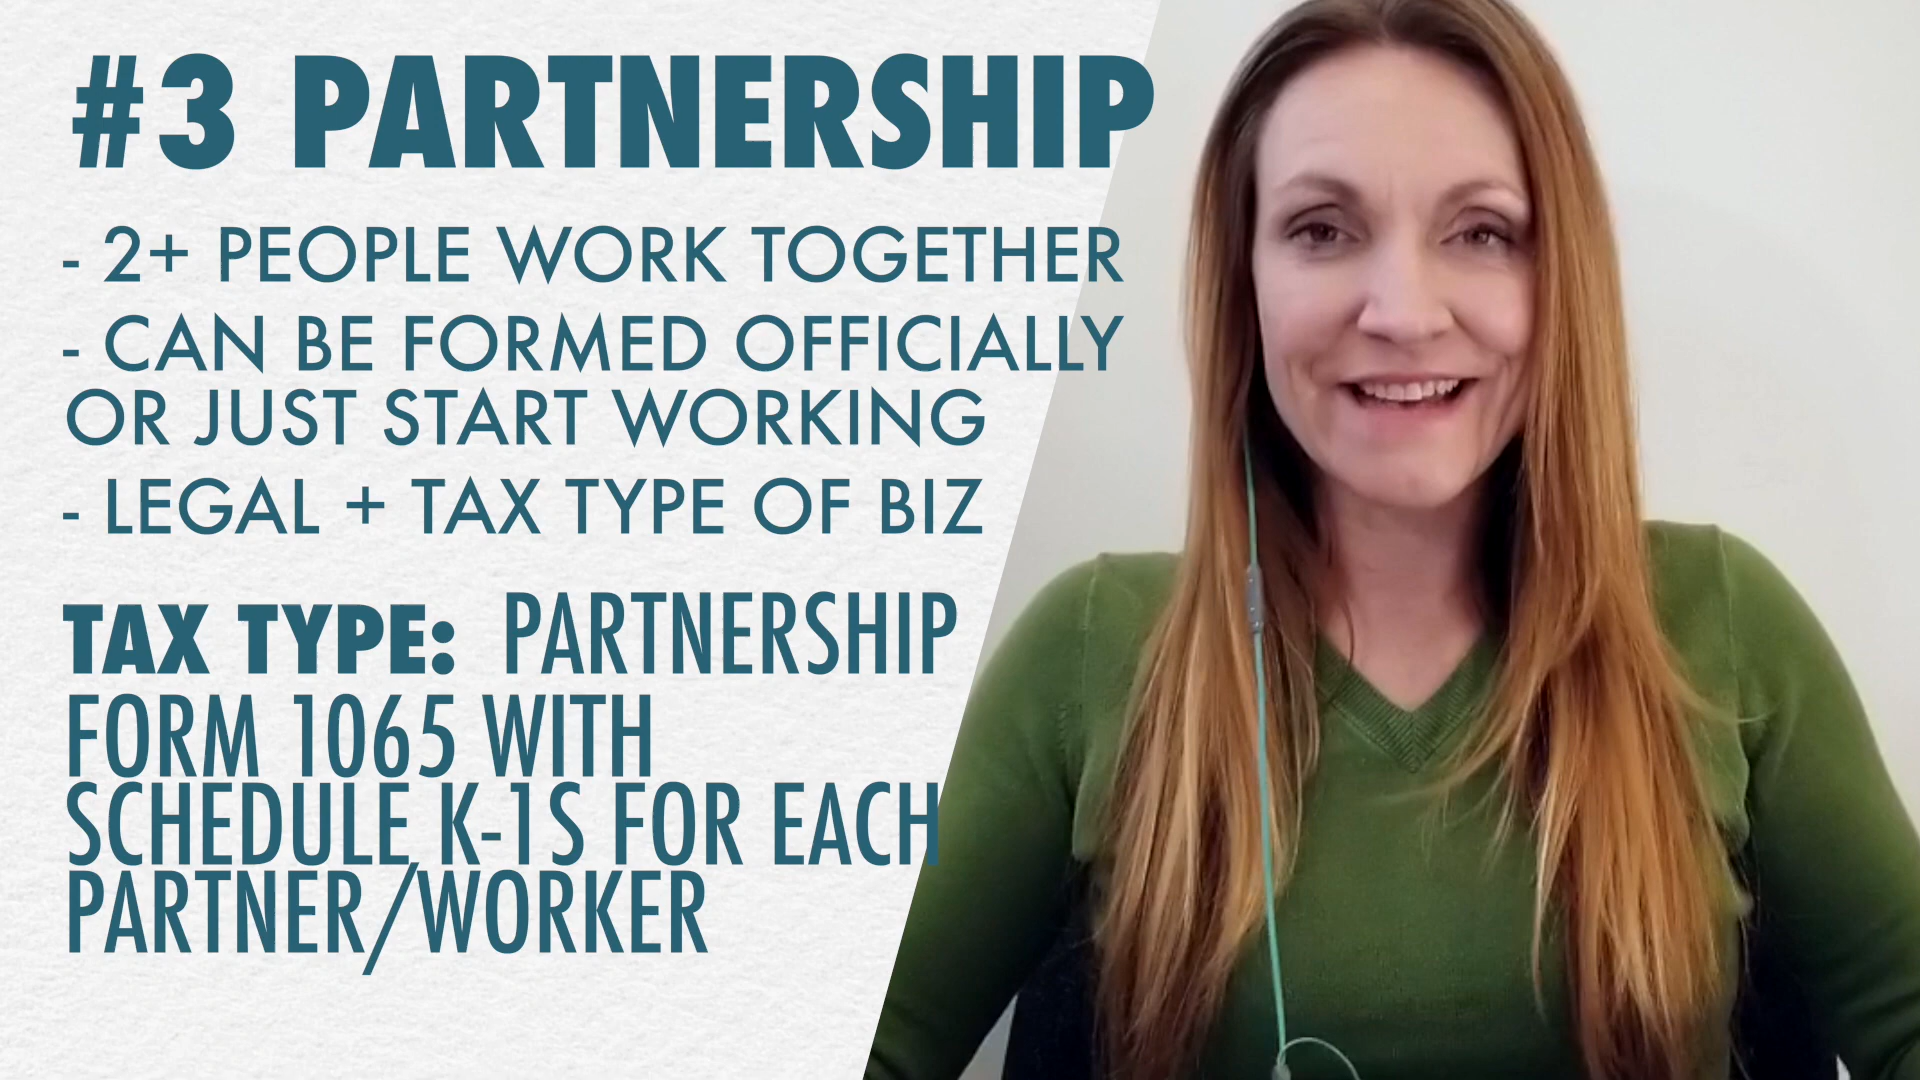 #3 PARTNERSHIP
- 2+ PEOPLE WORK TOGETHER
- CAN BE FORMED OFFICIALLY
OR JUST START WORKING
- LEGAL + TAX TYPE OF BIZ
TAX TYPE: PARTNERSHIP
FORM 1065 WITH
SCHEDULE K-1S FOR EACH
PARTNER/WORKER